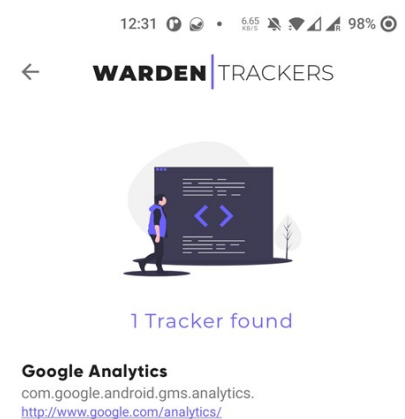 12:31 6.65 KB/S R 98%
WARDEN TRACKERS
1 Tracker found
Google Analytics
com.google.android.gms.analytics.
http://www.google.com/analytics/